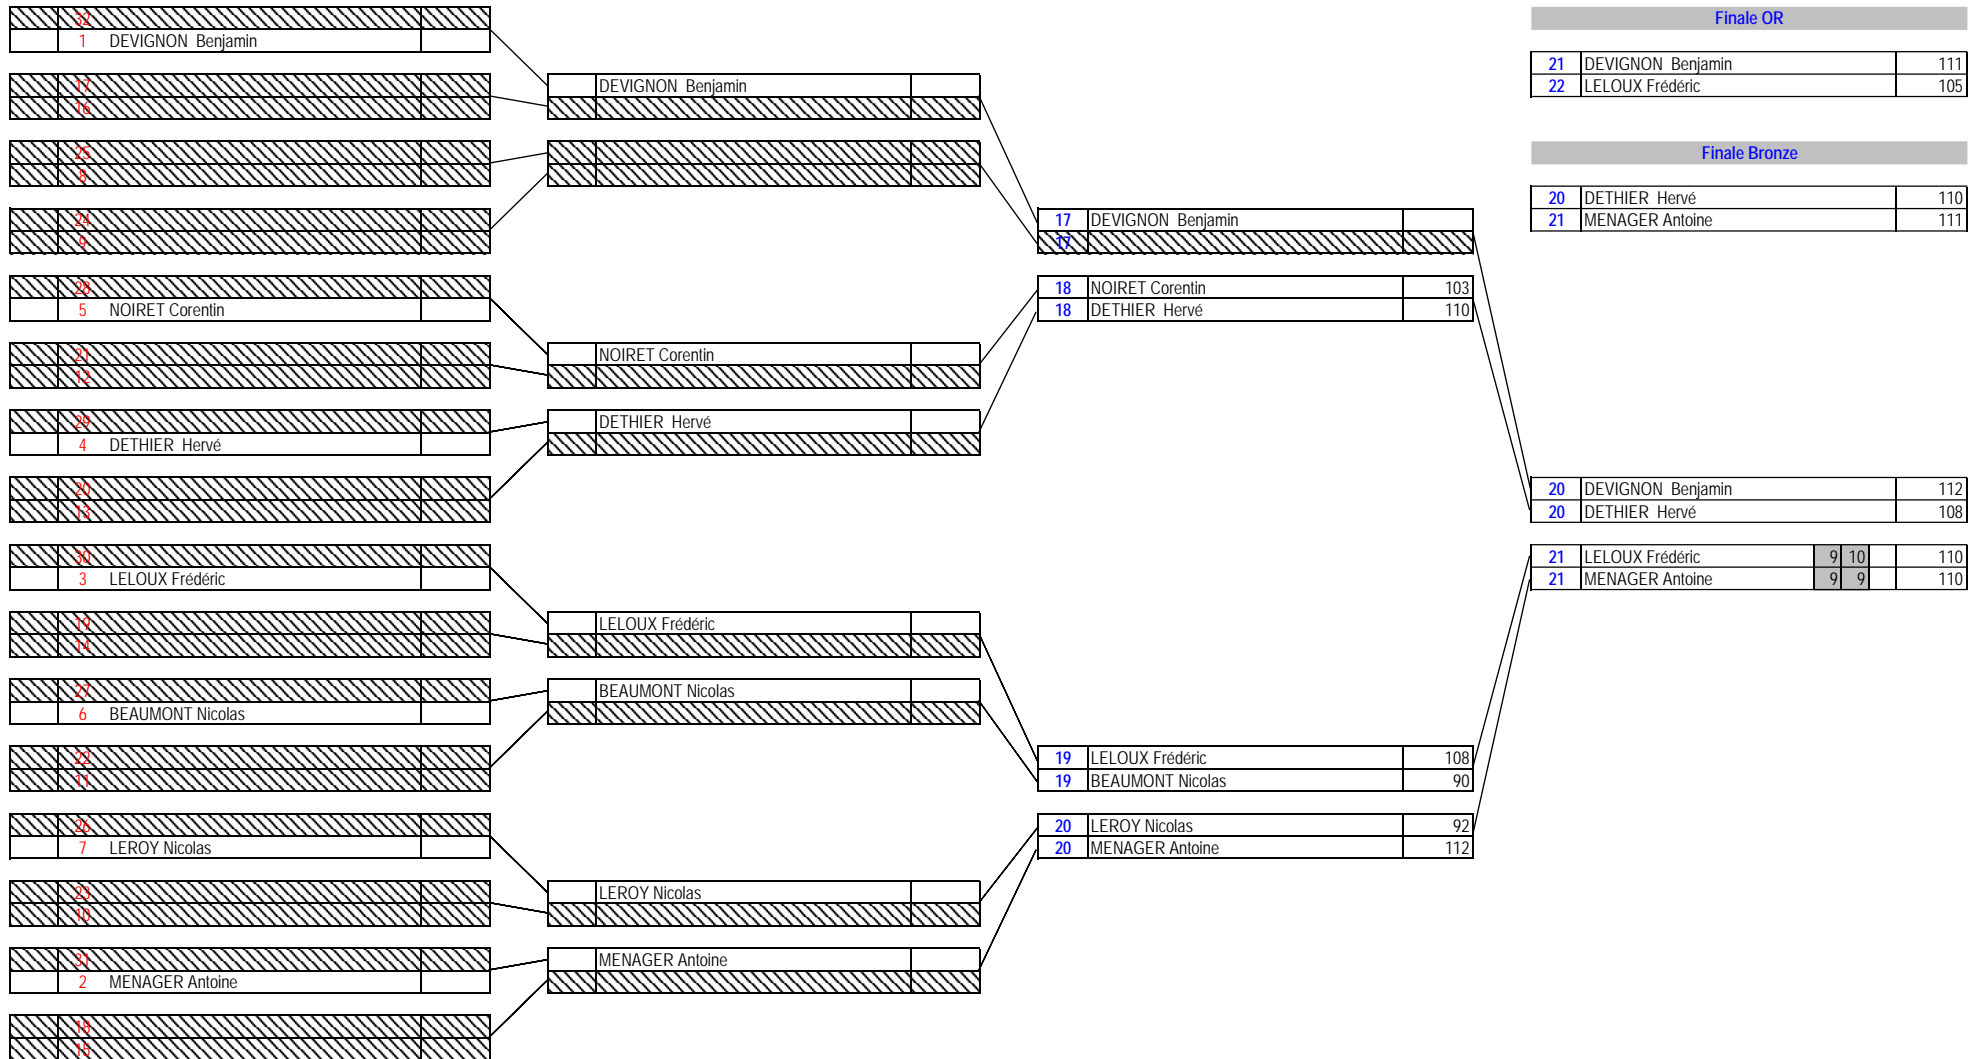 32
1 DEVIGNON Benjamin
17
16
25
8
24
9
28
5 NOIRET Corentin
21
12
29
4 DETHIER Hervé
20
13
30
3 LELOUX Frédéric
19
14
27
6 BEAUMONT Nicolas
22
11
26
7 LEROY Nicolas
23
10
31
2 MENAGER Antoine
18
15
DEVIGNON Benjamin
NOIRET Corentin
DETHIER Hervé
LELOUX Frédéric
BEAUMONT Nicolas
LEROY Nicolas
MENAGER Antoine
17 DEVIGNON Benjamin
17
18 NOIRET Corentin 103
18 DETHIER Hervé 110
19 LELOUX Frédéric 108
19 BEAUMONT Nicolas 90
20 LEROY Nicolas 92
20 MENAGER Antoine 112
Finale OR
21 DEVIGNON Benjamin 111
22 LELOUX Frédéric 105
Finale Bronze
20 DETHIER Hervé 110
21 MENAGER Antoine 111
20 DEVIGNON Benjamin 112
20 DETHIER Hervé 108
21 LELOUX Frédéric 9 10 110
21 MENAGER Antoine 9 9 110